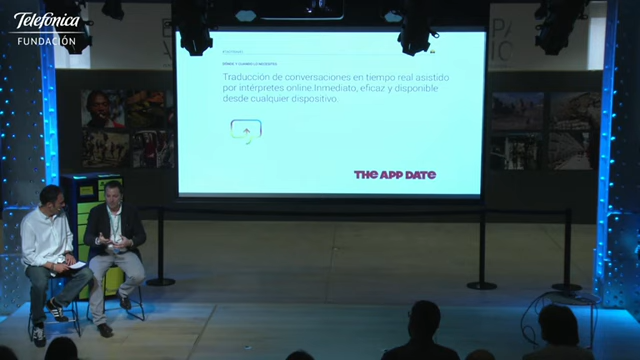 Telefónica
FUNDACIÓN
Traducción de conversaciones en tiempo real asistido
por intérpretes online.Inmediato, eficaz y disponible
desde cualquier dispositivo.
THE APP DATE